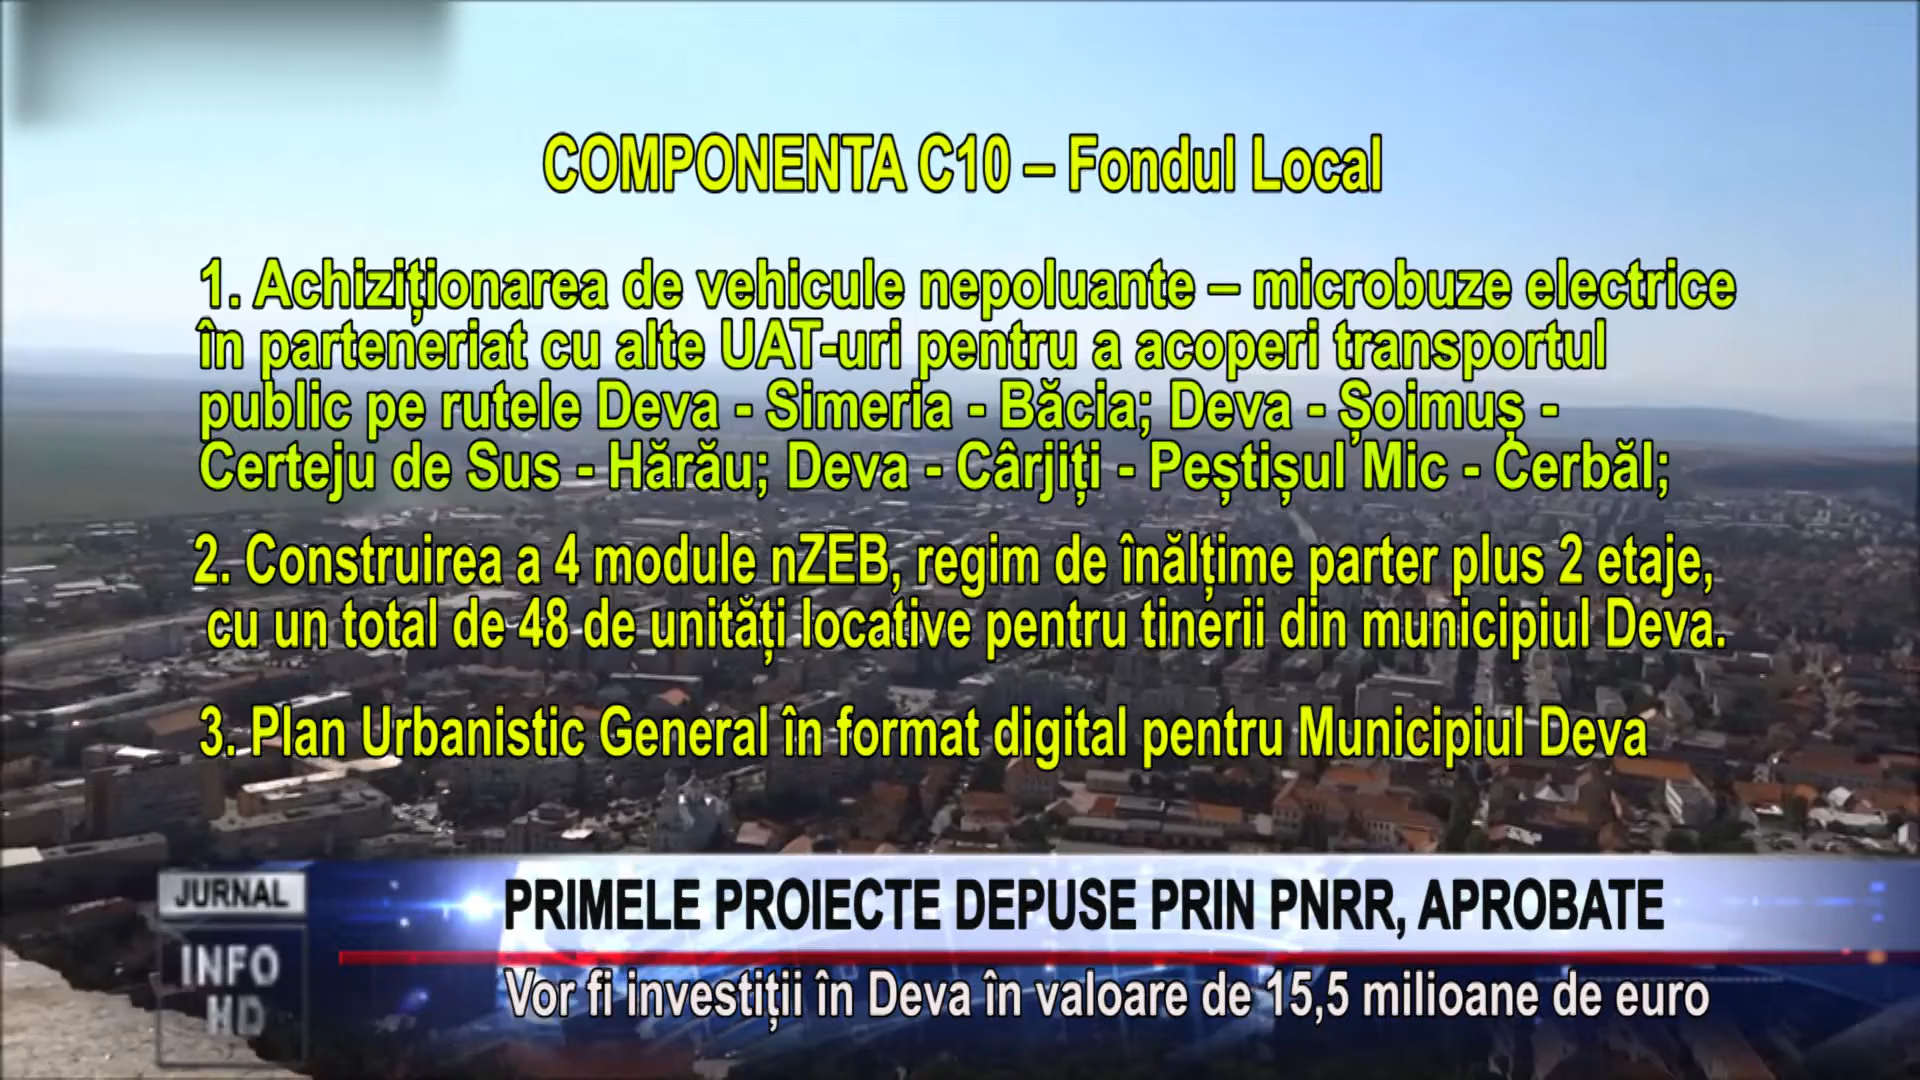 COMPONENTA C10 – Fondul Local
1. Achiziționarea de vehicule nepoluante – microbuze electrice
în parteneriat cu alte UAT-uri pentru a acoperi transportul
public pe rutele Deva - Simeria - Băcia; Deva - Șoimuș -
Certeju de Sus - Hărău; Deva - Cârjiți - Peștișul Mic - Cerbăl;
2. Construirea a 4 module nZEB, regim de înălțime parter plus 2 etaje,
cu un total de 48 de unități locative pentru tinerii din municipiul Deva.
3. Plan Urbanistic General în format digital pentru Municipiul Deva
JURNAL
INFO
HD
PRIMELE PROIECTE DEPUSE PRIN PNRR, APROBATE
Vor fi investiții în Deva în valoare de 15,5 milioane de euro